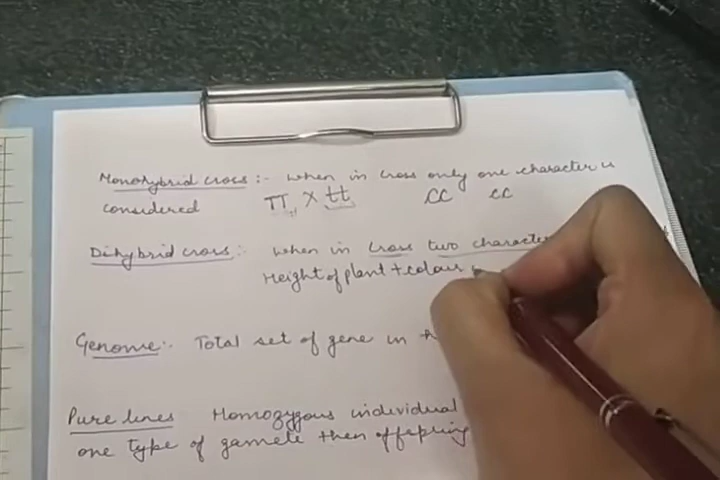 Monohybrid cross :- when in cross only one character is
considered TT X tt CC cc
Dihybrid cross :- when in cross two character
Height of plant + colour
Genome :- Total set of gene in
Pure lines Homozygous individual
one type of gamete then offspring